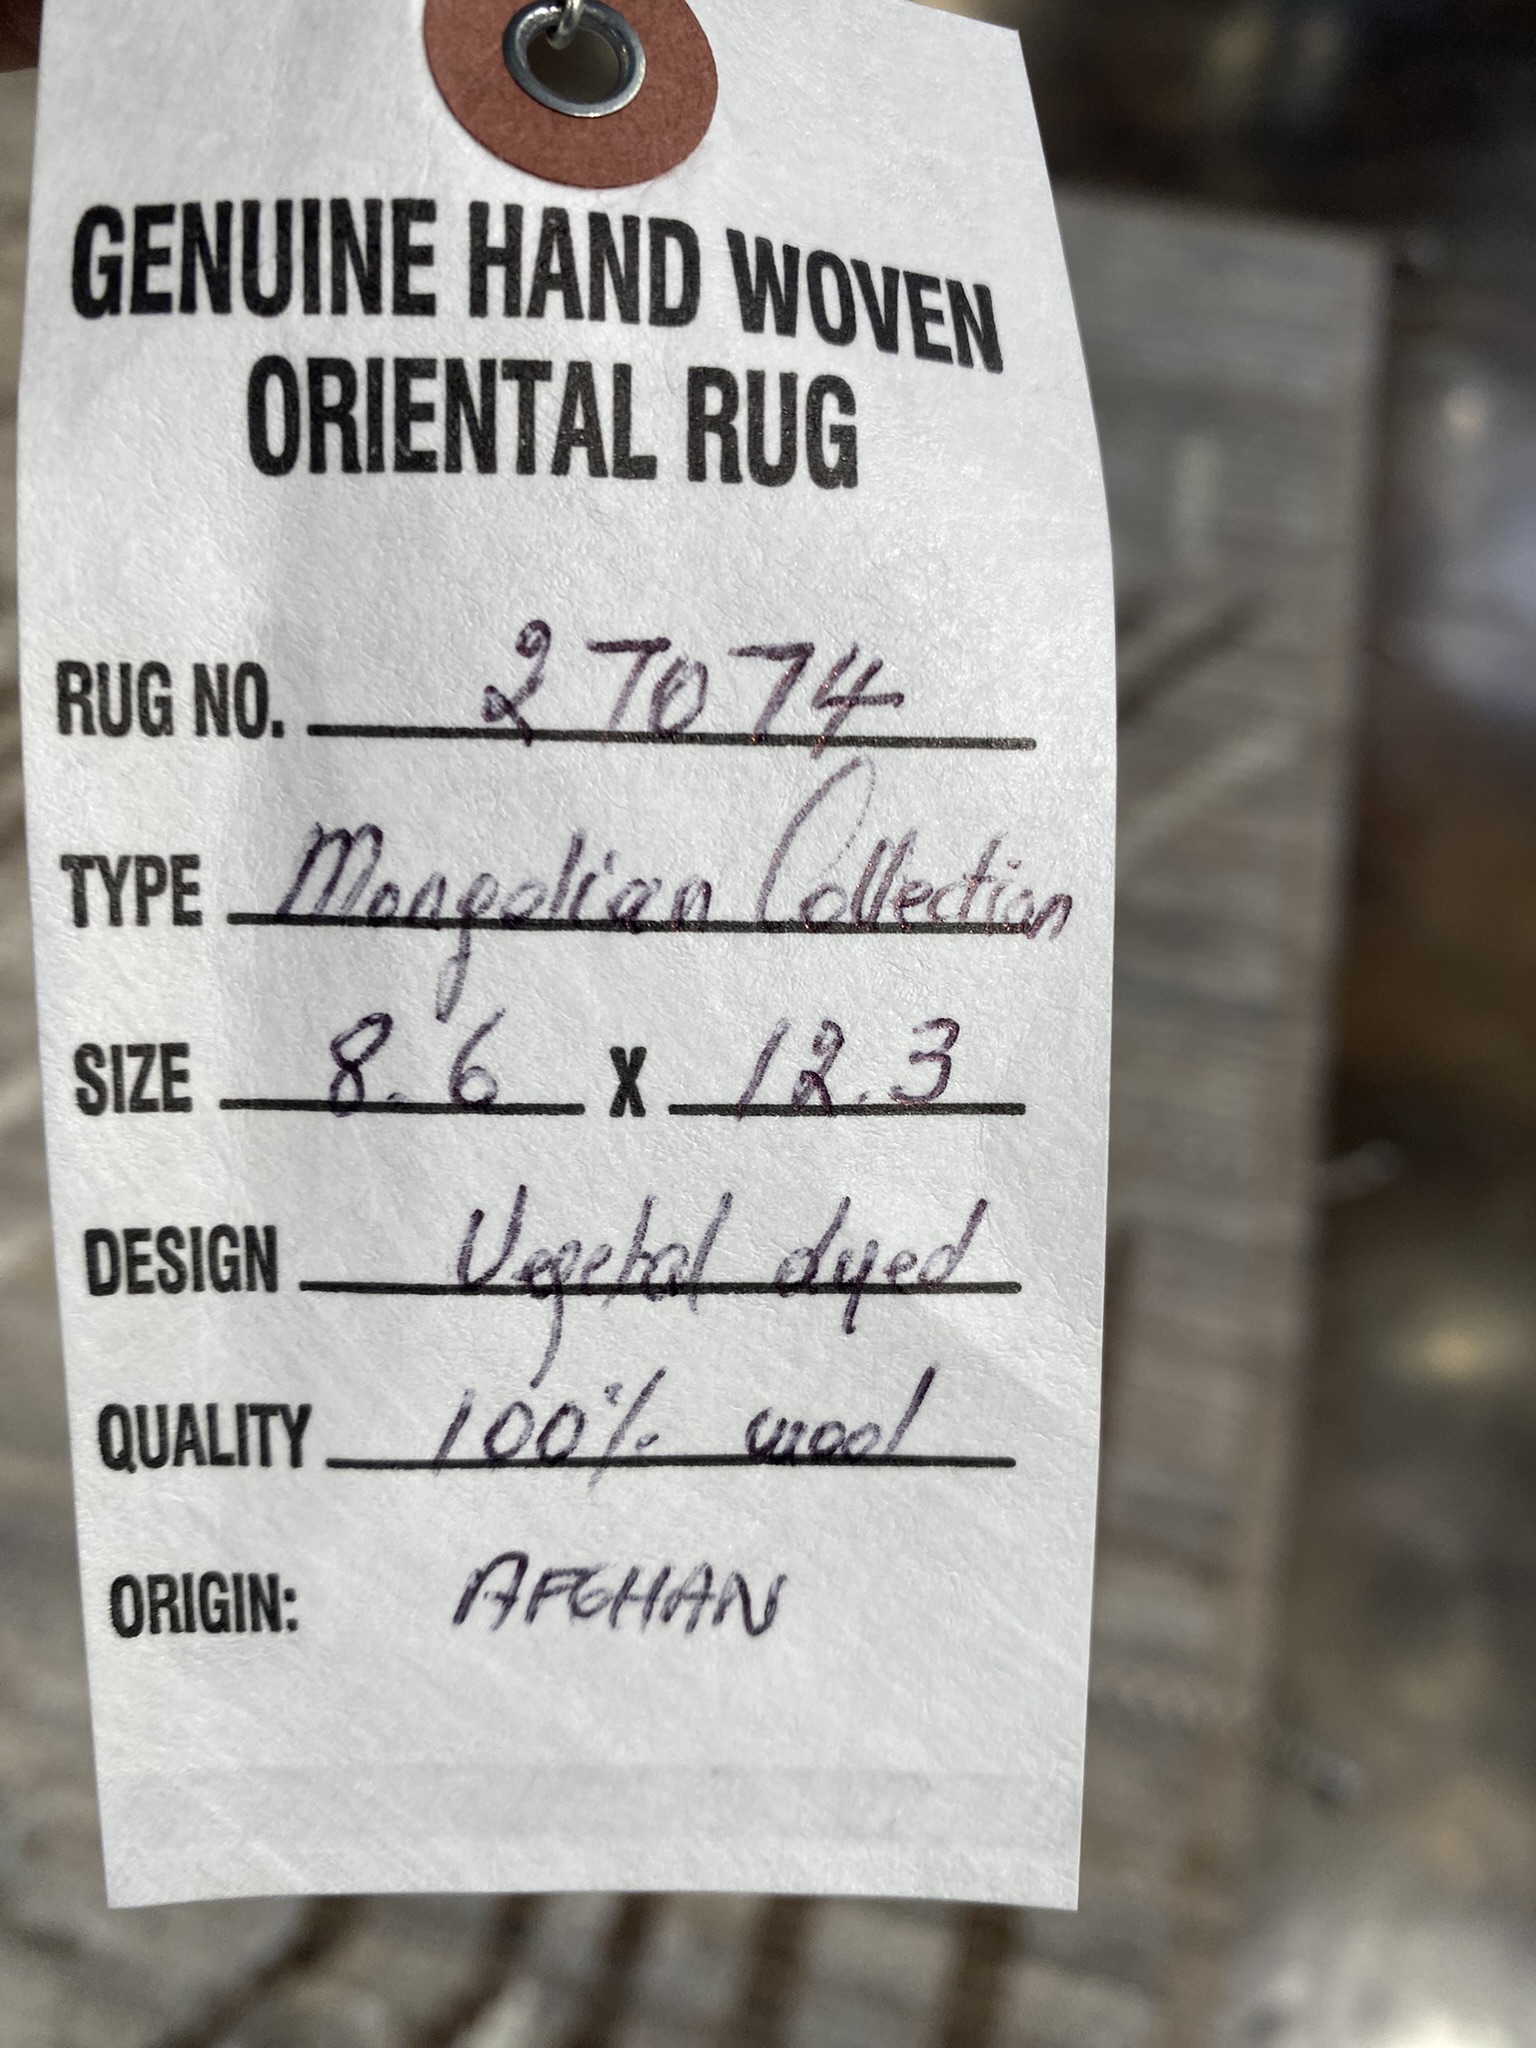 GENUINE HAND WOVEN
ORIENTAL RUG
RUG NO. 27074
TYPE Mongolian Collection
SIZE 8.6 X 12.3
DESIGN Vegetal dyed
QUALITY 100% wool
ORIGIN: AFGHAN